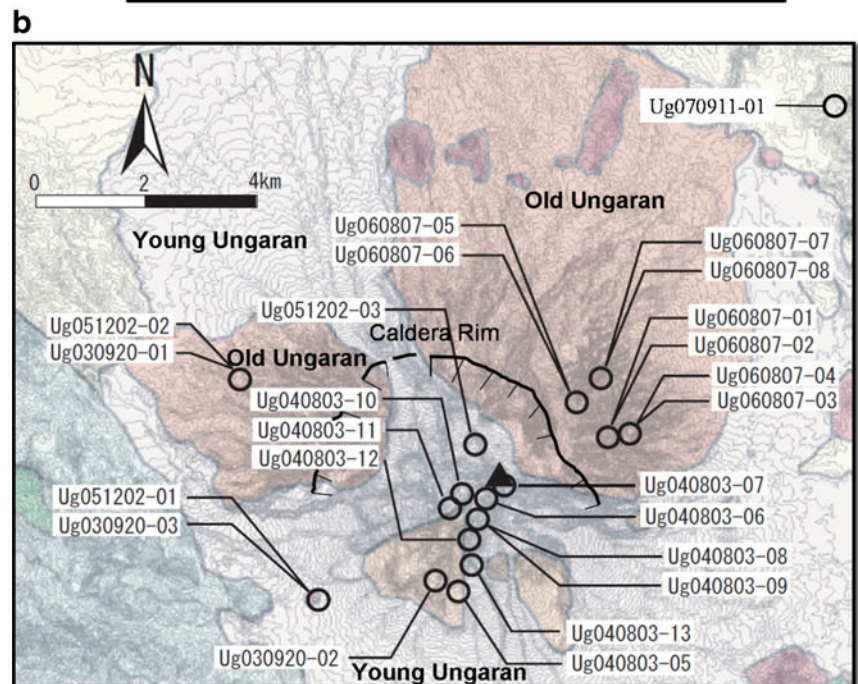 b
N
0 2 4km
Ug070911-01
Old Ungaran
Young Ungaran
Ug060807-05
Ug060807-06
Ug060807-07
Ug060807-08
Ug051202-03
Ug060807-01
Ug051202-02
Caldera Rim
Ug060807-02
Ug030920-01
Old Ungaran
Ug060807-04
Ug040803-10
Ug060807-03
Ug040803-11
Ug040803-12
Ug040803-07
Ug051202-01
Ug040803-06
Ug030920-03
Ug040803-08
Ug040803-09
Ug040803-13
Ug030920-02
Ug040803-05
Young Ungaran